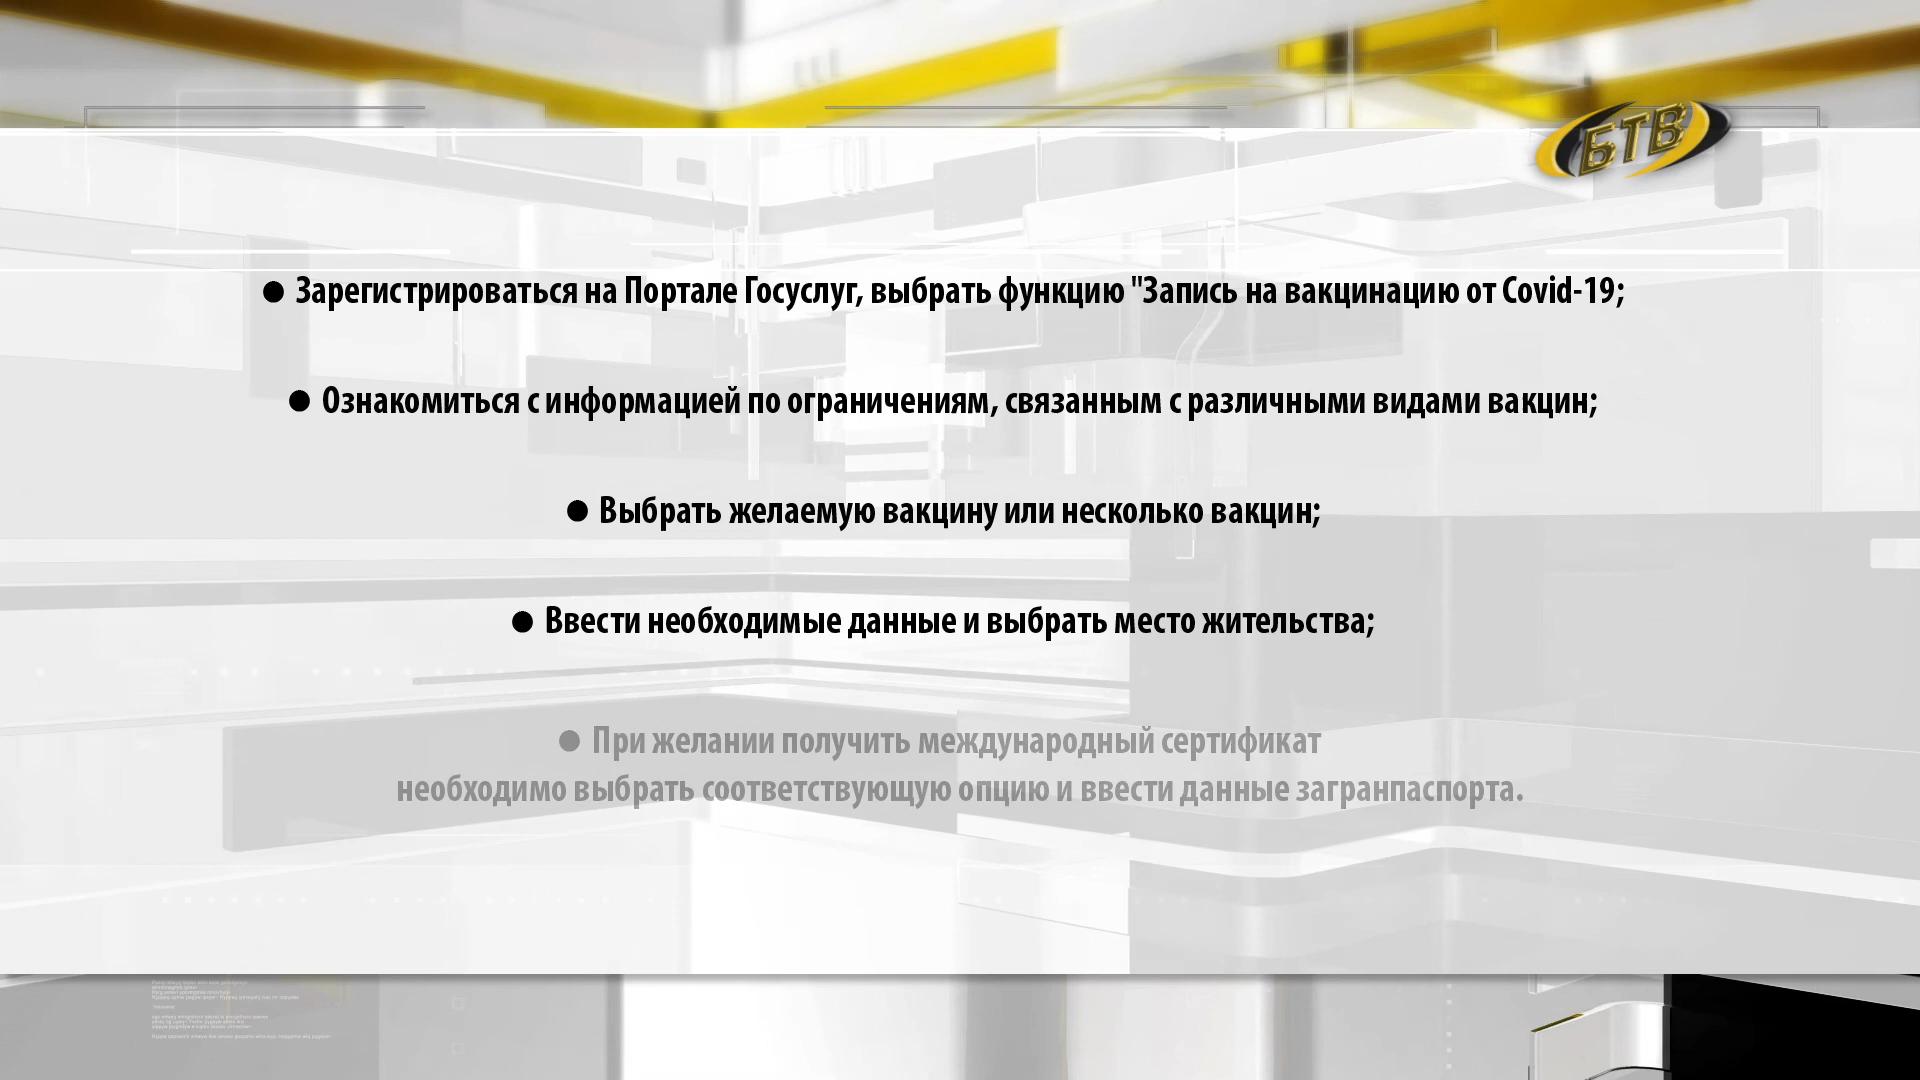 БТВ
● Зарегистрироваться на Портале Госуслуг, выбрать функцию "Запись на вакцинацию от Covid-19;
● Ознакомиться с информацией по ограничениям, связанным с различными видами вакцин;
● Выбрать желаемую вакцину или несколько вакцин;
● Ввести необходимые данные и выбрать место жительства;
● При желании получить международный сертификат
необходимо выбрать соответствующую опцию и ввести данные загранпаспорта.